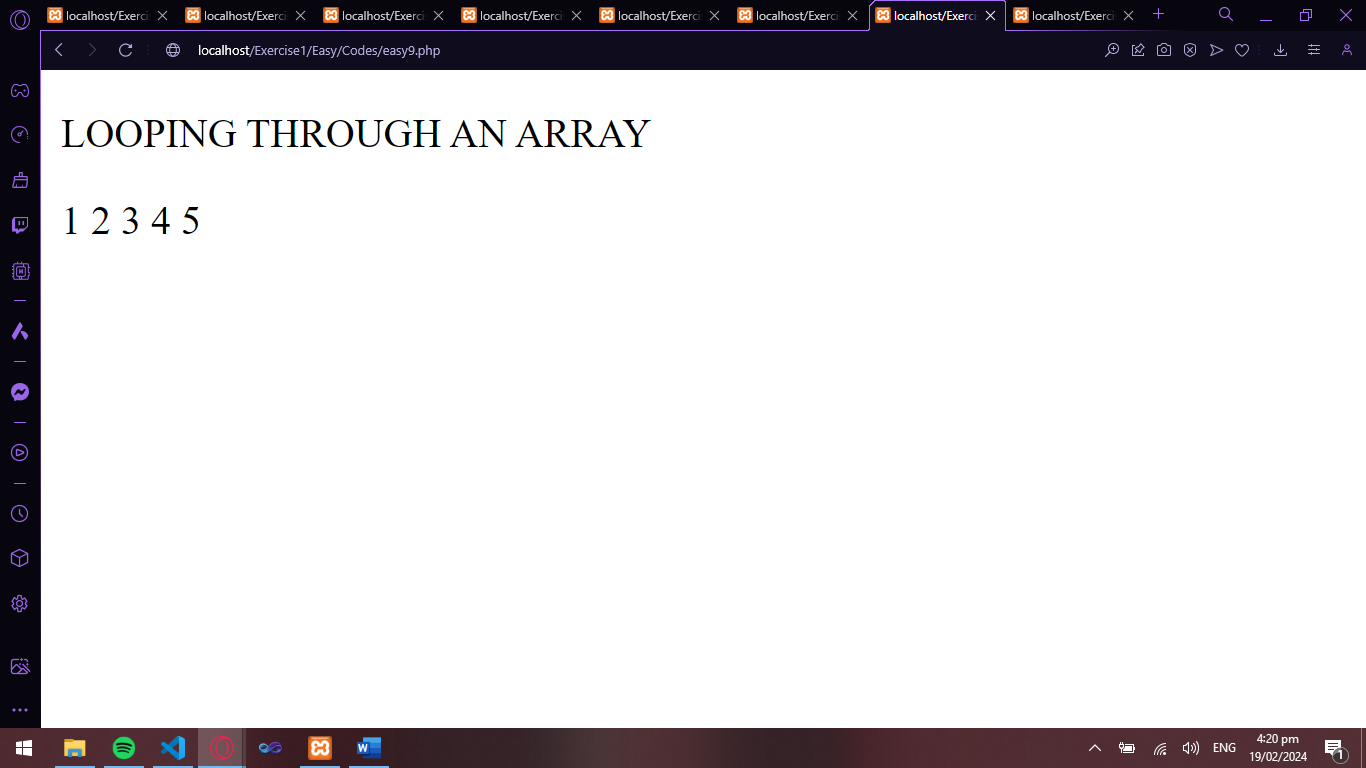 localhost/Exerci localhost/Exerci localhost/Exerci localhost/Exerci localhost/Exerci localhost/Exerci localhost/Exerci localhost/Exerci
localhost/Exercise1/Easy/Codes/easy9.php
LOOPING THROUGH AN ARRAY
1 2 3 4 5
ENG
4:20 pm
19/02/2024
1